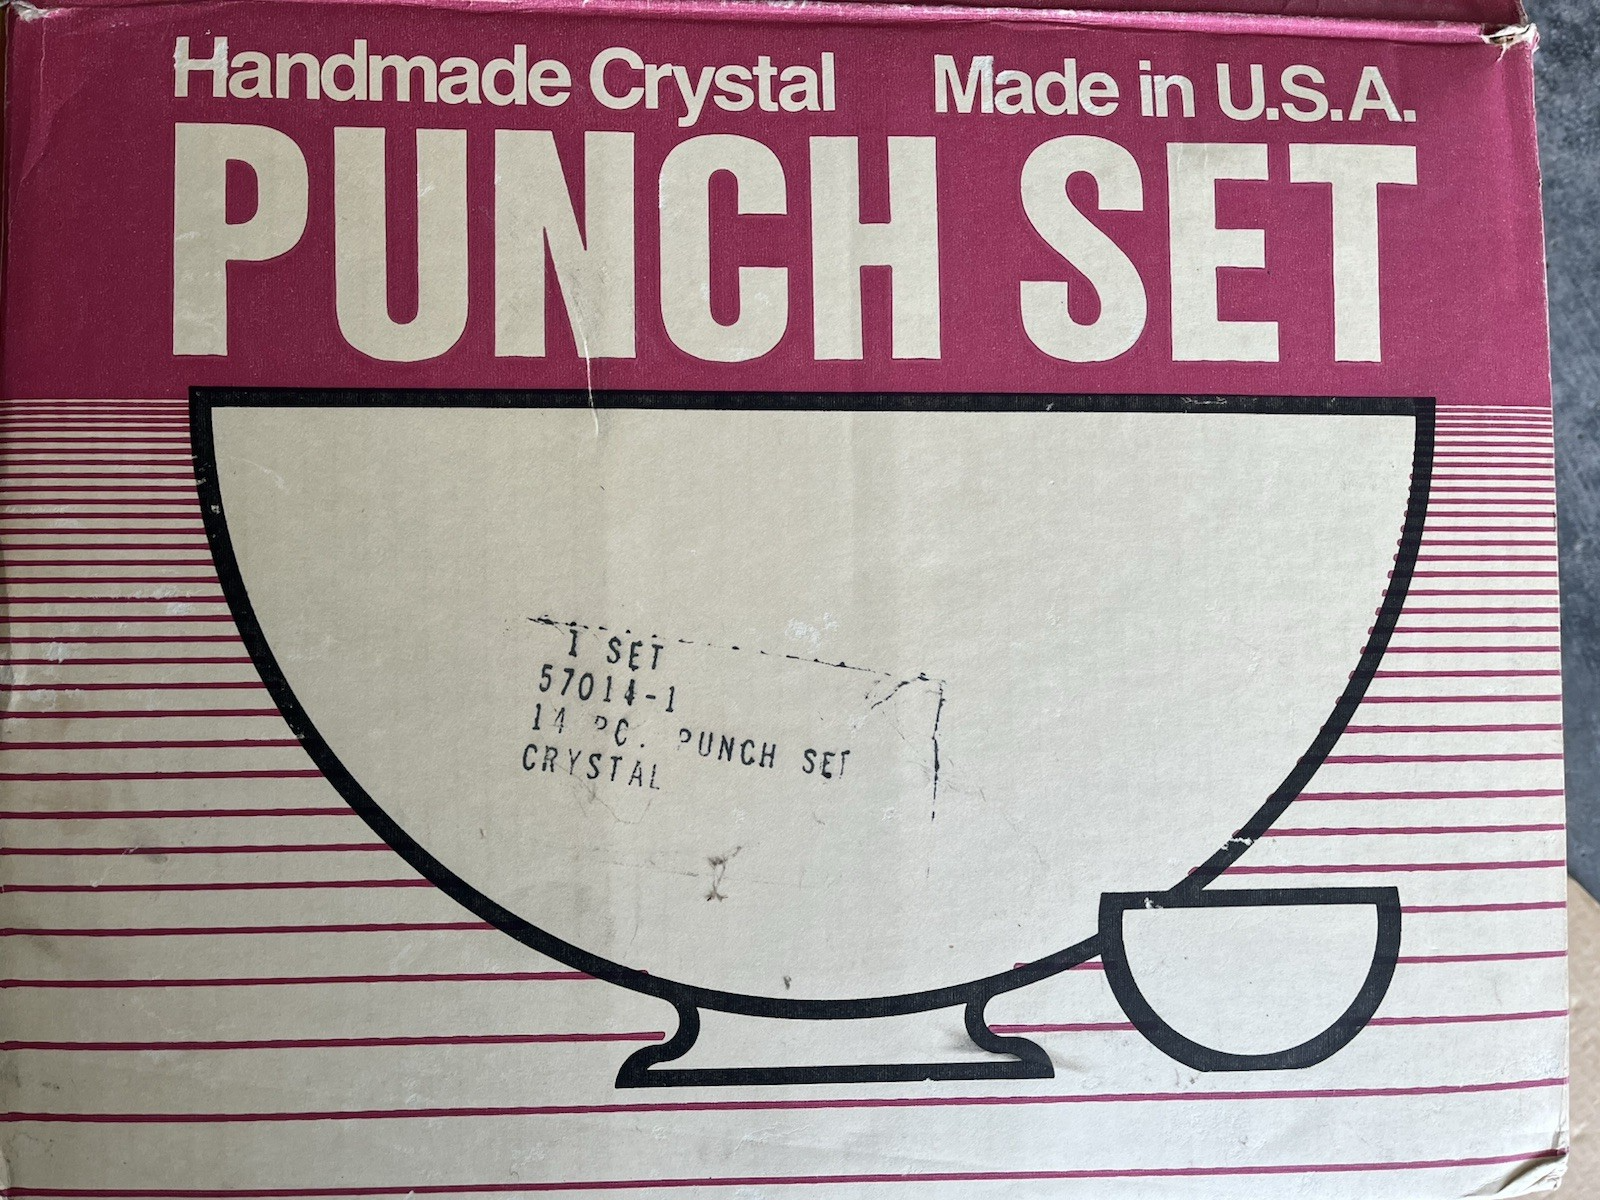 Handmade Crystal Made in U.S.A.
PUNCH SET
1 SET
57014-1
14 PC. PUNCH SET
CRYSTAL